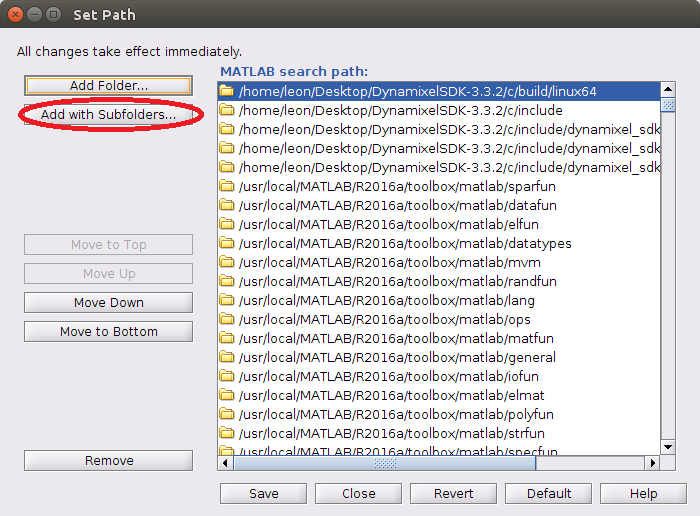 Set Path
All changes take effect immediately.
Add Folder...
Add with Subfolders...
Move to Top
Move Up
Move Down
Move to Bottom
Remove
MATLAB search path:
/home/leon/Desktop/DynamixelSDK-3.3.2/c/build/linux64
/home/leon/Desktop/DynamixelSDK-3.3.2/c/include
/home/leon/Desktop/DynamixelSDK-3.3.2/c/include/dynamixel_sdk
/home/leon/Desktop/DynamixelSDK-3.3.2/c/include/dynamixel_sdk
/home/leon/Desktop/DynamixelSDK-3.3.2/c/include/dynamixel_sdk
/usr/local/MATLAB/R2016a/toolbox/matlab/sparfun
/usr/local/MATLAB/R2016a/toolbox/matlab/datafun
/usr/local/MATLAB/R2016a/toolbox/matlab/elfun
/usr/local/MATLAB/R2016a/toolbox/matlab/datatypes
/usr/local/MATLAB/R2016a/toolbox/matlab/mvm
/usr/local/MATLAB/R2016a/toolbox/matlab/randfun
/usr/local/MATLAB/R2016a/toolbox/matlab/lang
/usr/local/MATLAB/R2016a/toolbox/matlab/ops
/usr/local/MATLAB/R2016a/toolbox/matlab/matfun
/usr/local/MATLAB/R2016a/toolbox/matlab/general
/usr/local/MATLAB/R2016a/toolbox/matlab/iofun
/usr/local/MATLAB/R2016a/toolbox/matlab/elmat
/usr/local/MATLAB/R2016a/toolbox/matlab/polyfun
/usr/local/MATLAB/R2016a/toolbox/matlab/strfun
/usr/local/MATLAB/R2016a/toolbox/matlab/specfun
Save
Close
Revert
Default
Help